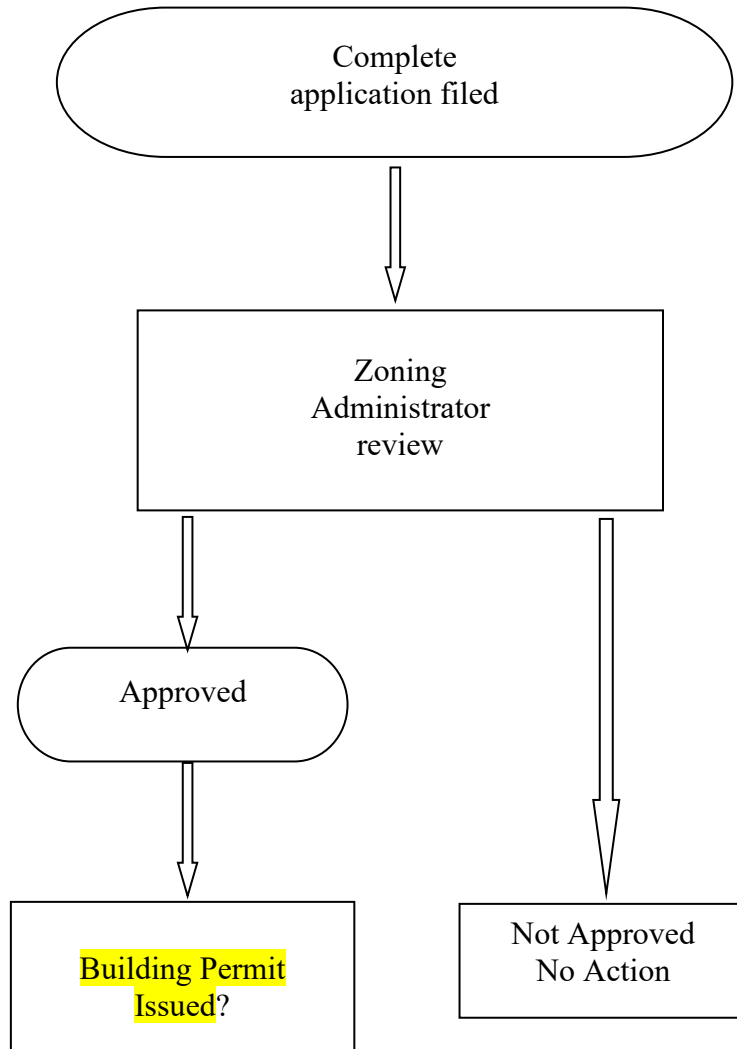 Complete
application filed
Zoning
Administrator
review
Approved
Not Approved
No Action
Building Permit
Issued?